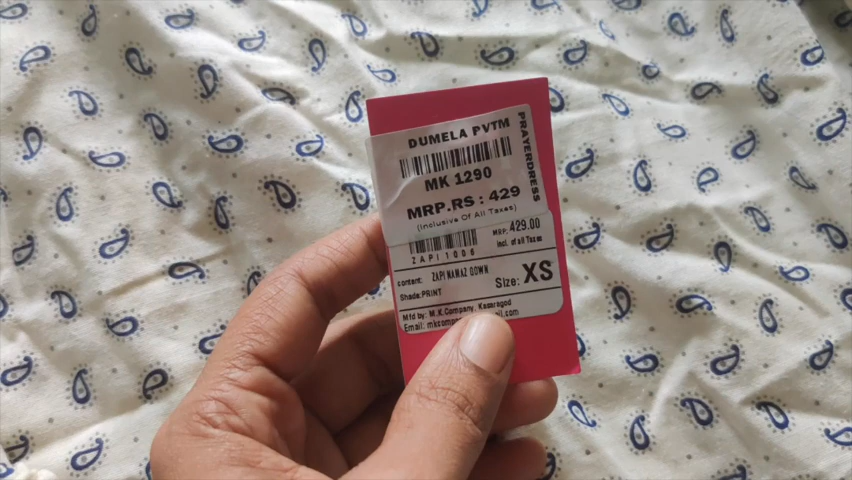 DUMELA PVTM
PRAYERDRESS
MK 1290
MRP.RS : 429
(Inclusive Of All Taxes)
MRP: 429.00
incl. of all Taxes
ZAPI1006
content: ZAPI NAMAZ GOWN
Shade:PRINT
Size: XS
Mfd by: M.K.Company, Kasaragod
Email: